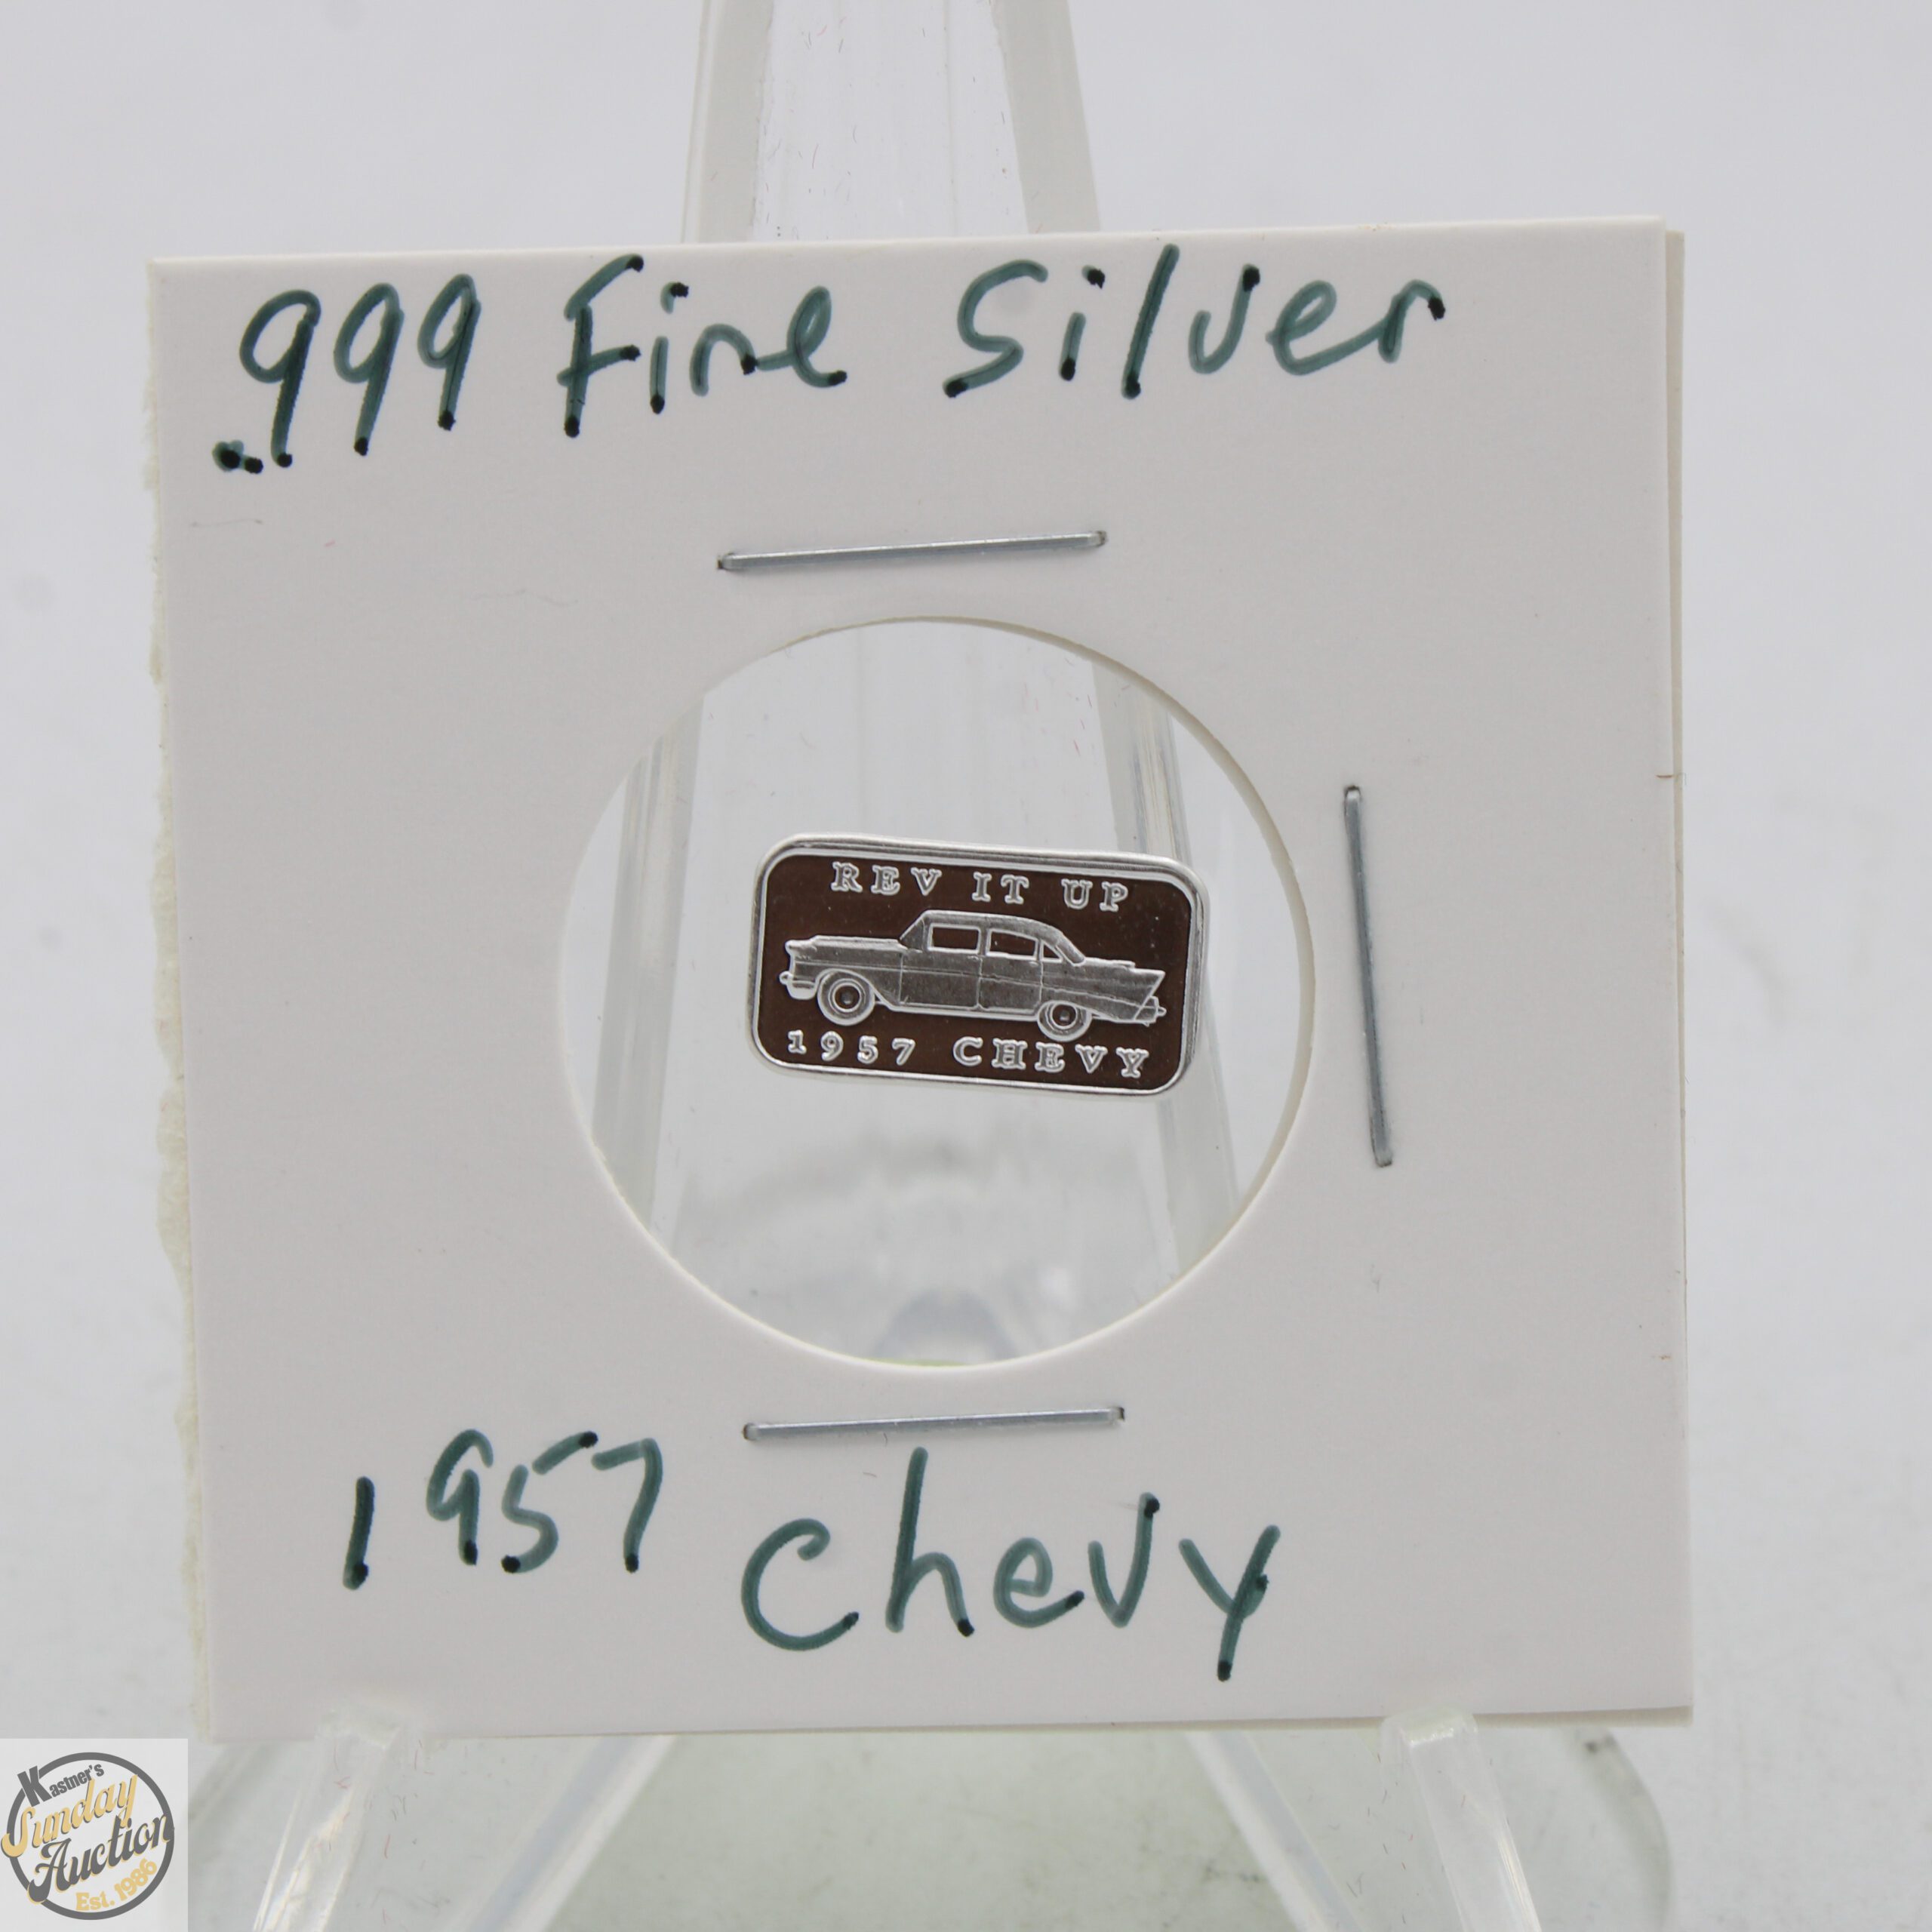 .999 Fine Silver
REV IT UP
1957 CHEVY
1957 Chevy
Kastner's
Sunday
Auction
Est. 1986